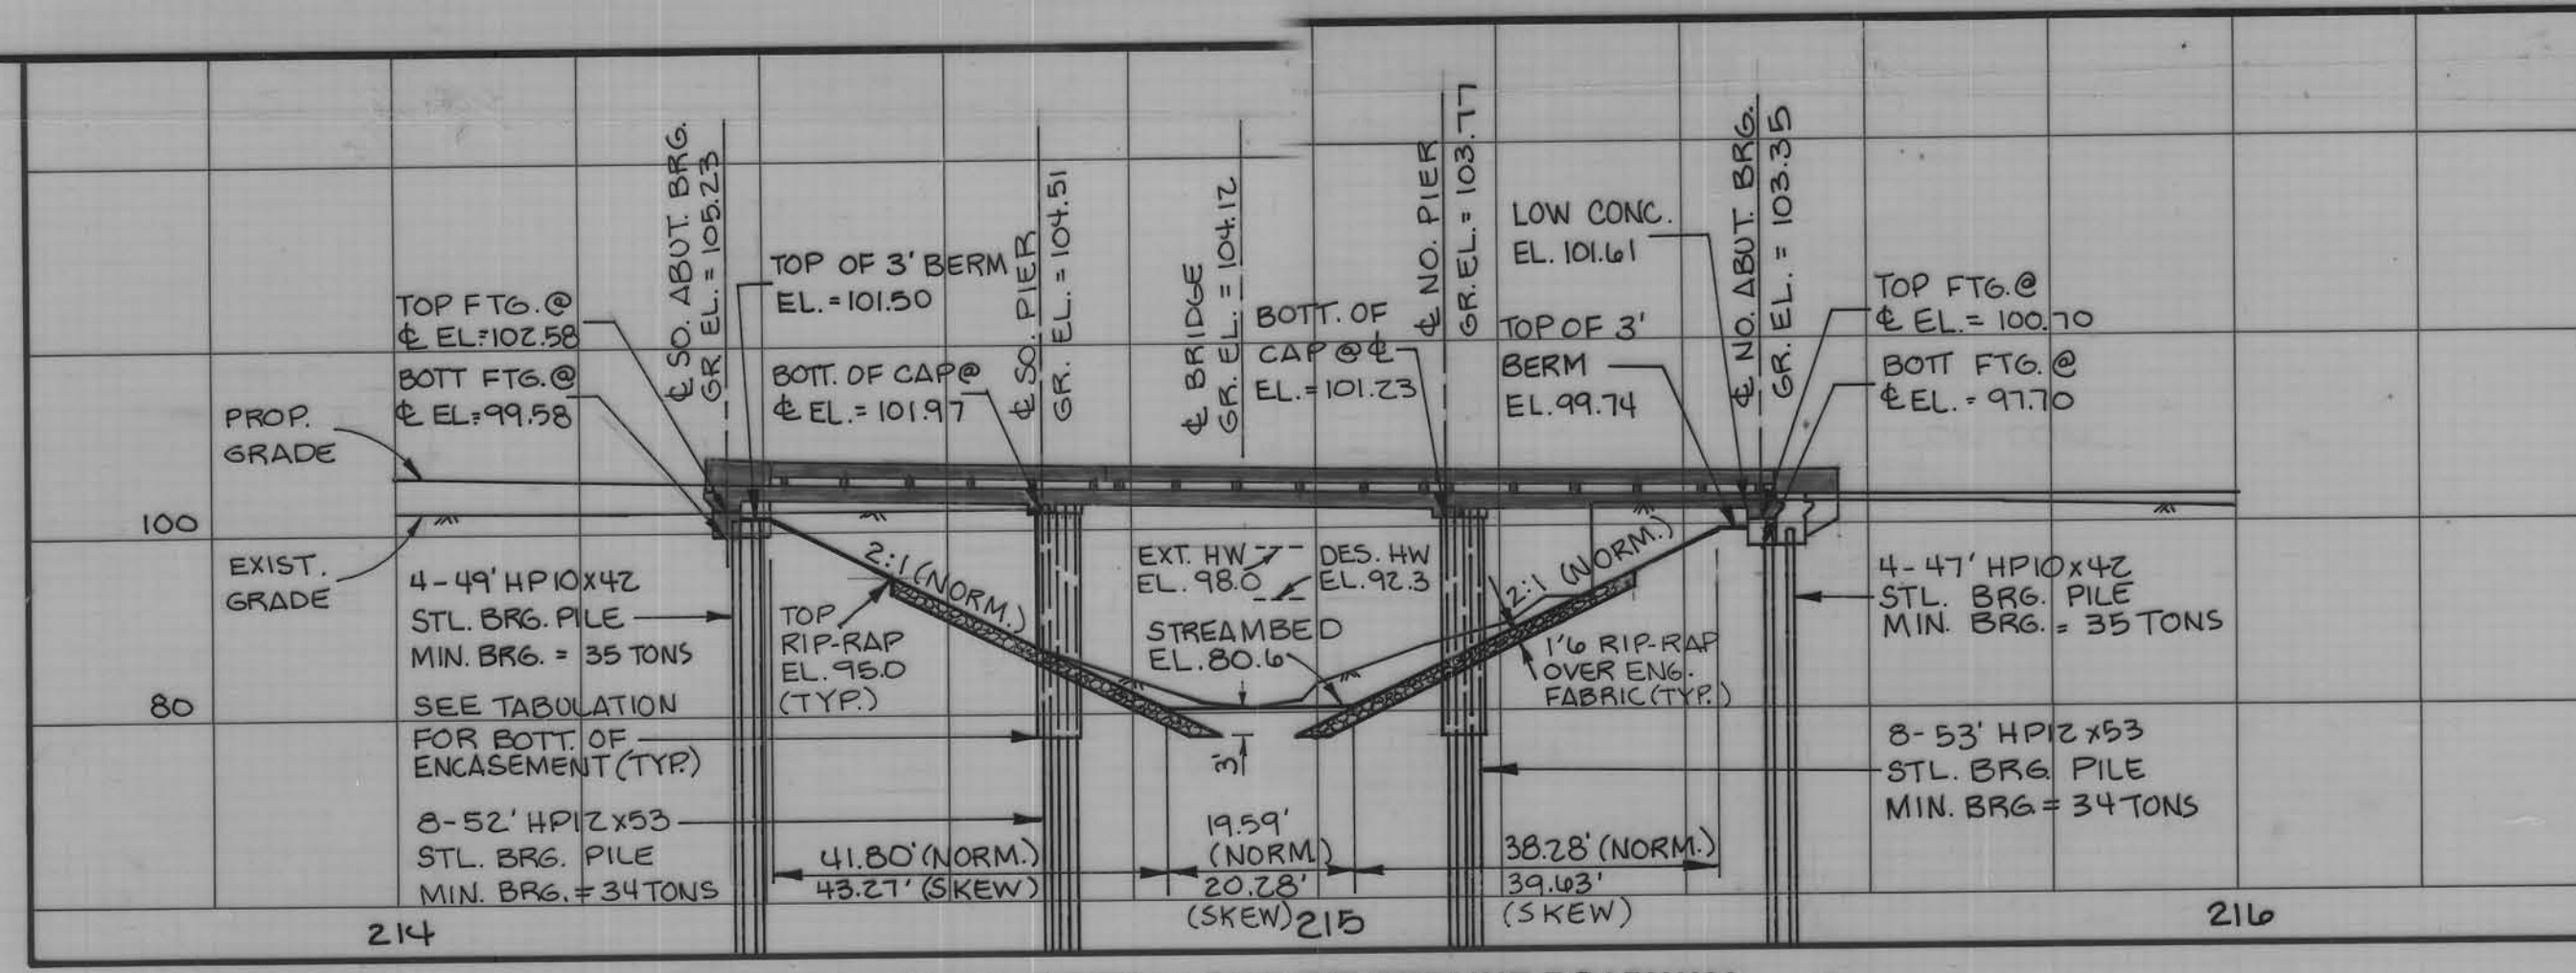 ℄ SO. ABUT. BRG.
GR. EL. = 105.23
TOP OF 3' BERM
EL. = 101.50
℄ SO. PIER
GR. EL. = 104.51
℄ BRIDGE
GR. EL. = 104.12
℄ NO. PIER
GR. EL. = 103.77
LOW CONC.
EL. 101.61
℄ NO. ABUT. BRG.
GR. EL. = 103.35
TOP FTG. @
℄ EL. = 102.58
BOTT FTG. @
℄ EL. = 99.58
BOTT. OF CAP @
℄ EL. = 101.97
BOTT. OF
CAP @ ℄
EL. = 101.23
TOP OF 3'
BERM
EL. 99.74
TOP FTG. @
℄ EL. = 100.70
BOTT FTG. @
℄ EL. = 97.70
PROP.
GRADE
100
EXIST.
GRADE
80
4-49' HP10x42
STL. BRG. PILE
MIN. BRG. = 35 TONS
SEE TABULATION
FOR BOTT. OF
ENCASEMENT (TYP.)
8-52' HP12x53
STL. BRG. PILE
MIN. BRG. = 34 TONS
2:1 (NORM.)
TOP
RIP-RAP
EL. 95.0
(TYP.)
EXT. HW
EL. 98.0
DES. HW
EL. 92.3
STREAMBED
EL. 80.6
3'
2:1 (NORM.)
1'6 RIP-RAP
OVER ENG.
FABRIC (TYP.)
4-47' HP10x42
STL. BRG. PILE
MIN. BRG. = 35 TONS
8-53' HP12x53
STL. BRG. PILE
MIN. BRG = 34 TONS
41.80' (NORM.)
43.27' (SKEW)
19.59'
(NORM.)
20.28'
(SKEW)
38.28' (NORM.)
39.63'
(SKEW)
214
215
216